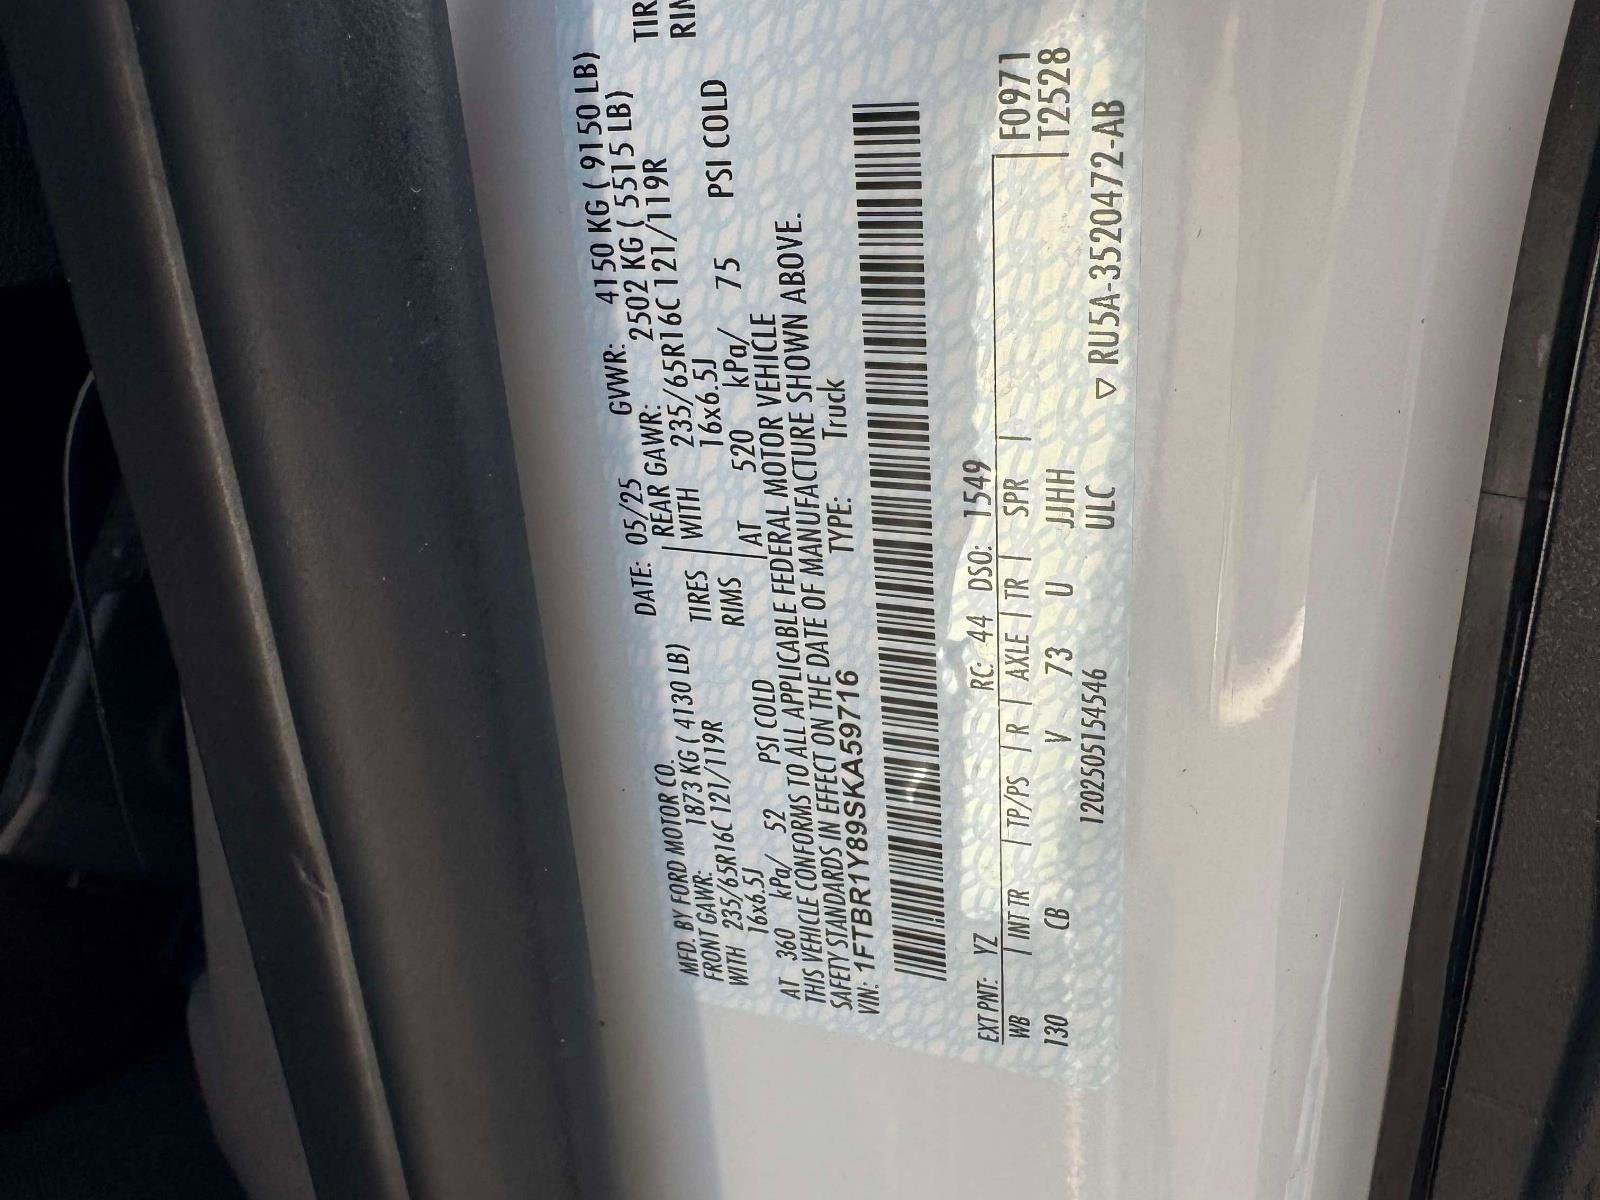 MFD. BY FORD MOTOR CO.
DATE: 05/25 GVWR: 4150 KG ( 9150 LB)
FRONT GAWR: 1873 KG ( 4130 LB)
REAR GAWR: 2502 KG ( 5515 LB)
WITH 235/65R16C 121/119R TIRES
WITH 235/65R16C 121/119R
16x6.5J RIMS
16x6.5J
AT 360 kPa/ 52 PSI COLD
AT 520 kPa/ 75 PSI COLD
THIS VEHICLE CONFORMS TO ALL APPLICABLE FEDERAL MOTOR VEHICLE
SAFETY STANDARDS IN EFFECT ON THE DATE OF MANUFACTURE SHOWN ABOVE.
VIN: 1FTBR1Y89SKA59716 TYPE: Truck
EXT PNT: YZ RC: 44 DSO: 1549
WB INT TR TP/PS R AXLE TR SPR F0971
130 CB V 73 U JJHH T2528
120250515454​6 ULC ▽ RU5A-3520472-AB